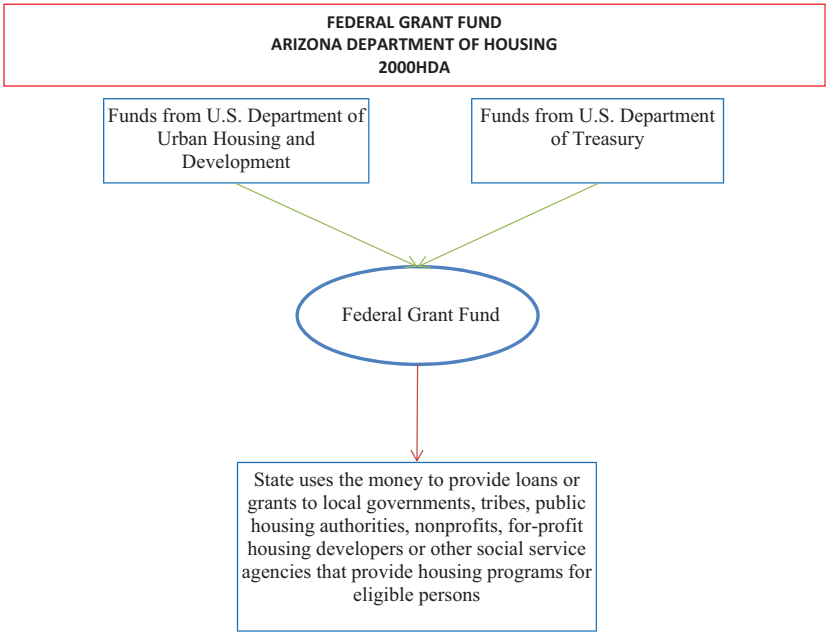 FEDERAL GRANT FUND
ARIZONA DEPARTMENT OF HOUSING
2000HDA
Funds from U.S. Department of
Urban Housing and
Development
Funds from U.S. Department
of Treasury
Federal Grant Fund
State uses the money to provide loans or
grants to local governments, tribes, public
housing authorities, nonprofits, for-profit
housing developers or other social service
agencies that provide housing programs for
eligible persons